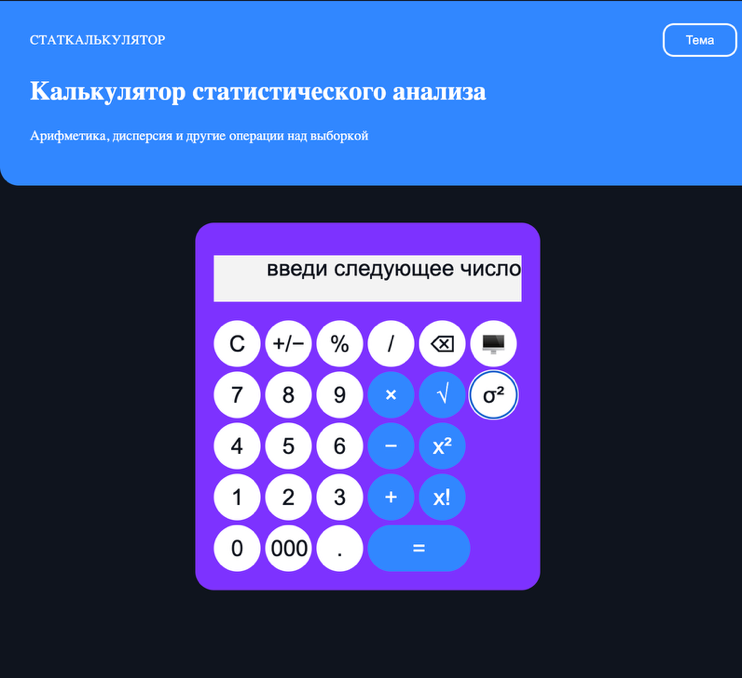 СТАТКАЛЬКУЛЯТОР
Тема
Калькулятор статистического анализа
Арифметика, дисперсия и другие операции над выборкой
введи следующее число
C +/− % / ⌫ 🖥️
7 8 9 × √ σ²
4 5 6 − x²
1 2 3 + x!
0 000 . =